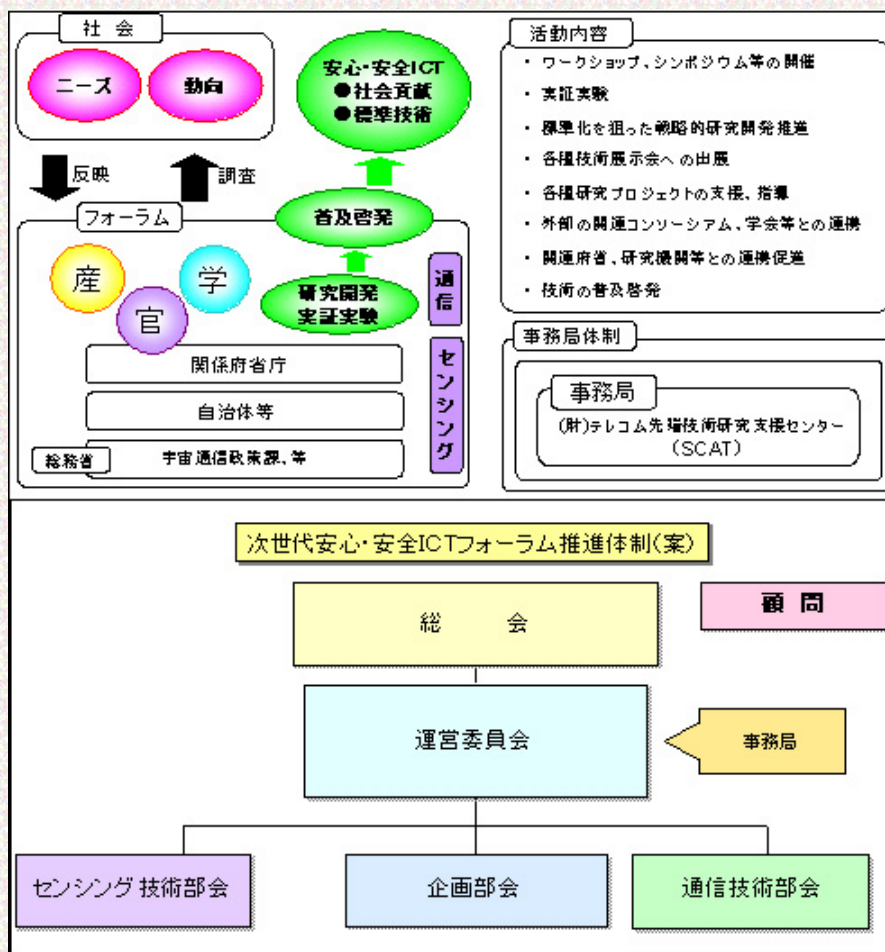 社 会
ニーズ
動向
反映
調査
安心・安全ICT
●社会貢献
●標準技術
普及啓発
研究開発
実証実験
フォーラム
産
官
学
通信
センシング
関係府省庁
自治体等
総務省
宇宙通信政策課、等
活動内容
・ ワークショップ、シンポジウム等の開催
・ 実証実験
・ 標準化を狙った戦略的研究開発推進
・ 各種技術展示会への出展
・ 各種研究プロジェクトの支援、指導
・ 外部の関連コンソーシアム、学会等との連携
・ 関連府省、研究機関等との連携促進
・ 技術の普及啓発
事務局体制
事務局
(財)テレコム先端技術研究支援センター
(SCAT)
次世代安心・安全ICTフォーラム推進体制(案)
総 会
顧 問
運営委員会
事務局
センシング技術部会
企画部会
通信技術部会